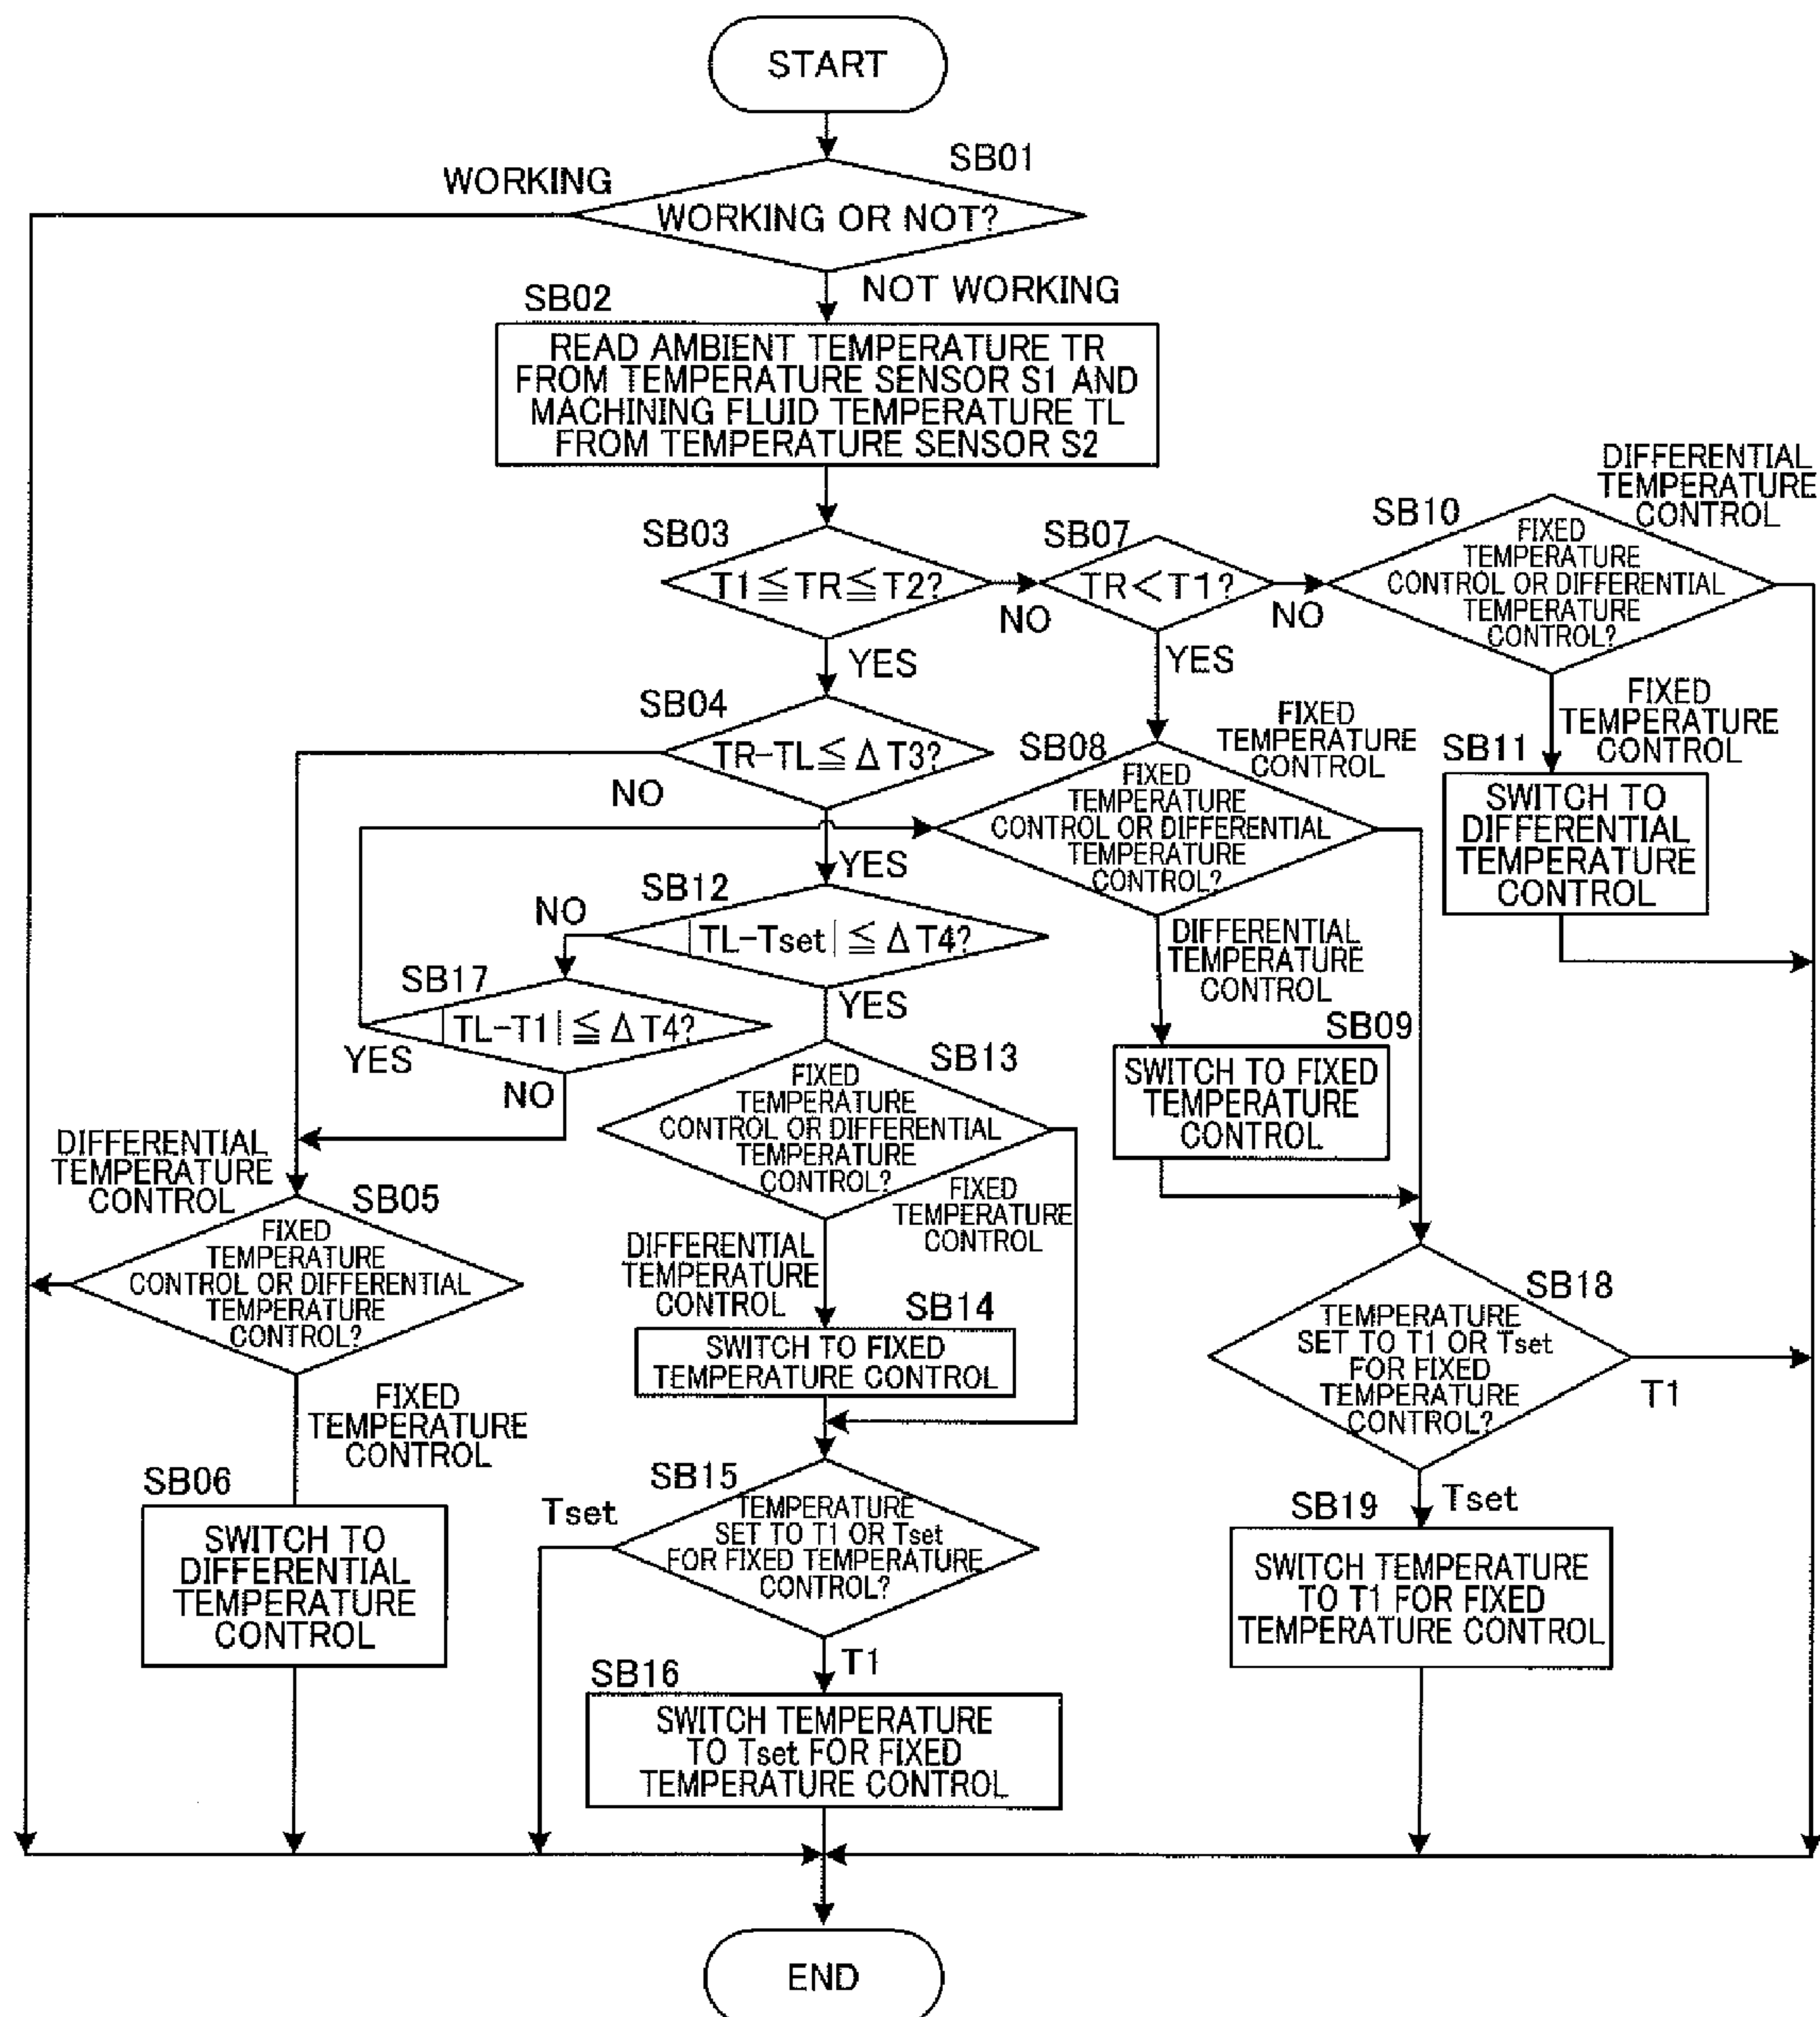 START
SB01
WORKING
WORKING OR NOT?
NOT WORKING
SB02
READ AMBIENT TEMPERATURE TR
FROM TEMPERATURE SENSOR S1 AND
MACHINING FLUID TEMPERATURE TL
FROM TEMPERATURE SENSOR S2
SB03
T1≦TR≦T2?
NO
YES
SB07
TR<T1?
NO
YES
SB10
DIFFERENTIAL
TEMPERATURE
CONTROL
FIXED
TEMPERATURE
CONTROL OR DIFFERENTIAL
TEMPERATURE
CONTROL?
FIXED
TEMPERATURE
CONTROL
SB11
SWITCH TO
DIFFERENTIAL
TEMPERATURE
CONTROL
SB04
TR-TL≦ΔT3?
NO
YES
SB08
FIXED
TEMPERATURE
CONTROL
FIXED
TEMPERATURE
CONTROL OR DIFFERENTIAL
TEMPERATURE
CONTROL?
DIFFERENTIAL
TEMPERATURE
CONTROL
SB09
SWITCH TO FIXED
TEMPERATURE
CONTROL
SB12
NO
|TL-Tset|≦ΔT4?
YES
SB17
|TL-T1|≦ΔT4?
YES
NO
SB13
FIXED
TEMPERATURE
CONTROL OR DIFFERENTIAL
TEMPERATURE
CONTROL?
FIXED
TEMPERATURE
CONTROL
DIFFERENTIAL
TEMPERATURE
CONTROL
SB14
SWITCH TO FIXED
TEMPERATURE CONTROL
DIFFERENTIAL
TEMPERATURE
CONTROL
SB05
FIXED
TEMPERATURE
CONTROL OR DIFFERENTIAL
TEMPERATURE
CONTROL?
FIXED
TEMPERATURE
CONTROL
SB06
SWITCH TO
DIFFERENTIAL
TEMPERATURE
CONTROL
SB15
Tset
TEMPERATURE
SET TO T1 OR Tset
FOR FIXED TEMPERATURE
CONTROL?
T1
SB16
SWITCH TEMPERATURE
TO Tset FOR FIXED
TEMPERATURE CONTROL
SB18
TEMPERATURE
SET TO T1 OR Tset
FOR FIXED
TEMPERATURE
CONTROL?
T1
Tset
SB19
SWITCH TEMPERATURE
TO T1 FOR FIXED
TEMPERATURE CONTROL
END